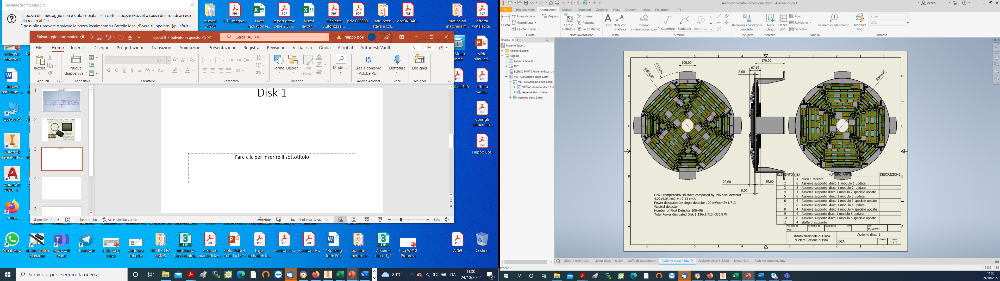 Salvataggio messaggio
La bozza del messaggio non è stata copiata nella cartella bozze (Bozze) a causa di errori di accesso
alla rete o al file.
È possibile riprovare o salvare la bozza localmente su Cartelle locali/Bozze-filippo.bosi@pi.infn.it.
disegni
LN2P3
HTS_magne...
Layer
radiation le...
report prova
belle 2 07-...
Nuovi
layout_1
Richiesta
Autorizzazi...
pdv-000000...
altri pezzi
stave e col...
doc041340...
particolari
maschera m...
offerta
watajet ce...
slide per
Fabrizio 1
Rinnovo
part-time -...
Questo PC
Autodesk
Inventor Pr...
AutoCAD
2020 - I...
Firefox
Mouse
slide
simulati...
0560146
offerta
wataj...
Consigli
alimentari...
Filippo Bosi
Salvataggio automatico
layout 9 • Salvato in questo PC
Cerca (ALT+X)
filippo bosi
FB
File
Home
Inserisci
Disegno
Progettazione
Transizioni
Animazioni
Presentazione
Registra
Revisione
Visualizza
Guida
Acrobat
Autodesk Vault
Incolla
Nuova
diapositiva
54
G C S S ab AV
Aa
Forme
Disponi
Stili
veloci
Modifica
Crea e condividi
Adobe PDF
Dettatura
Designer
Appunti
Diapositive
Carattere
Paragrafo
Disegno
Adobe Acrobat
Voce
Designer
1
Layout 9
2
Power dissipated Outer Tracker
3
Disk 1
4
5
Disk 1
Fare clic per inserire il sottotitolo
Diapositiva 3 di 6
Italiano (Italia)
Accessibilità: verifica
Note
Impostazioni di visualizzazione
54%
WhatsApp
Inkling Sketch
Manager
Microsoft
Teams
Telegram
slide long
stave
Cattura x
roberto
file BELLE2
CMOS
Interfaccia
flussi contra...
Assieme
piano di lav...
Cold Plate 4
Tubi T=15°...
Layer
radiation le...
ElectronicTi...
ElectronicR...
1Booking
form FC...
bollette
iperdrola
Assieme
disco 1_1
Pisa WP10
Progress
A269
Cestino
Scrivi qui per eseguire la ricerca
20°C
ITA
11:30
24/10/2022
2
Autodesk Inventor Professional 2021 Assieme disco 1
Accedi
File
Posiziona viste
Annotazione
Schizzo
Strumenti
Gestione
Vista
Ambienti
Inizia
Collabora
Quota
Linea di base
Disponi
Coordinata
Quota in serie
Foro e
filettatura
Smusso
Punzone
Piega (Bend)
Testo
Nota con
direttrice
Inserisci
simbolo di schizzo
Superficie
Saldatura
Importa...
Recupera annotazioni
modello
Avvia
schizzo
Elenco
parti
Foro
Revisione
Generale
Numero di riferimento
Modifica
layer
Layer
Stile
Quota
Note lavorazione
Testo
Simboli
Recupera
Schizzo
Tabella
Formato
Modello
Assieme disco 1
Risorse disegno
Foglio:1
Bordo di default
ISO
ELENCO PARTI:Assieme disco 1.ia
VISTA1:Assieme disco 1.iam
VISTA2:Assieme disco 1.iam
VISTA3:Assieme disco 1.ia
Assieme disco 1.iam
Assieme disco 1.iam
6 5 4 3 2 1
D
C
B
A
Ø560,00
R325,00
100,00
176,00
67,19
8,00
Ø560,00
29,60
29,60
8,00
Disk1 completed:N.48 stave composed by 196 pixel detector
4.22x4.06 cm2 = 17.13 cm2.
Power dissipated by single detector 100 mW/cm2=1.713
W/pixel detector
Number of Pixel Detector:100+96
Total Power dissipated Disk 1:196x1.713=335.8 W
ELEMENTO QTÀ NUMERO PARTE DESCRIZIONE
1 disco 1 recente
2 8 Assieme supporto disco 1 modulo 1 update
3 8 Assieme supporto disco 1 modulo 2 update
4 4 Assieme supporto disco 1 modulo 2 speciale update
5 8 Assieme supporto disco 1 modulo 3 update
6 4 Assieme supporto disco 1 modulo 3 speciale update
7 8 Assieme supporto disco 1 modulo 4 update
8 4 Assieme supporto disco 1 modulo 4 speciale update
9 4 Assieme supporto disco 1 modulo 5 update
10 6 Assieme supporto disco 1 modulo 5 speciale update
11 4 staffa di supporto
Progettato da
fbosi
Controllato da
Approvato da
Data
Data
23/10/2022
Istituto Nazionale di Fisica
Nuclere-Sezione di Pisa
Assieme disco 1
IDEA
Edizione
Foglio
1 / 1
6 5 4 3 2 1
disco 1 recente.ipt
layout disco 1_n...ipt
staffa di supporto.ipt
Assieme disco 1.idw
Assieme disco 1_1.iam
layout 9.ipt
Assieme complet...idw
Pronto
3135 115
11:30
24/10/2022